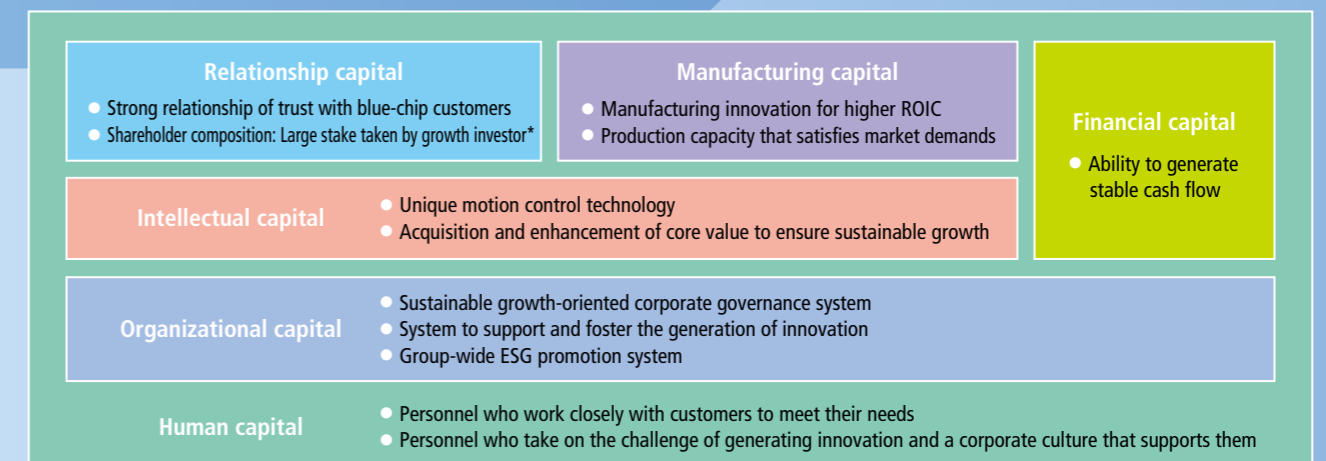 Relationship capital
● Strong relationship of trust with blue-chip customers
● Shareholder composition: Large stake taken by growth investor*
Manufacturing capital
● Manufacturing innovation for higher ROIC
● Production capacity that satisfies market demands
Financial capital
● Ability to generate
stable cash flow
Intellectual capital
● Unique motion control technology
● Acquisition and enhancement of core value to ensure sustainable growth
Organizational capital
● Sustainable growth-oriented corporate governance system
● System to support and foster the generation of innovation
● Group-wide ESG promotion system
Human capital
● Personnel who work closely with customers to meet their needs
● Personnel who take on the challenge of generating innovation and a corporate culture that supports them